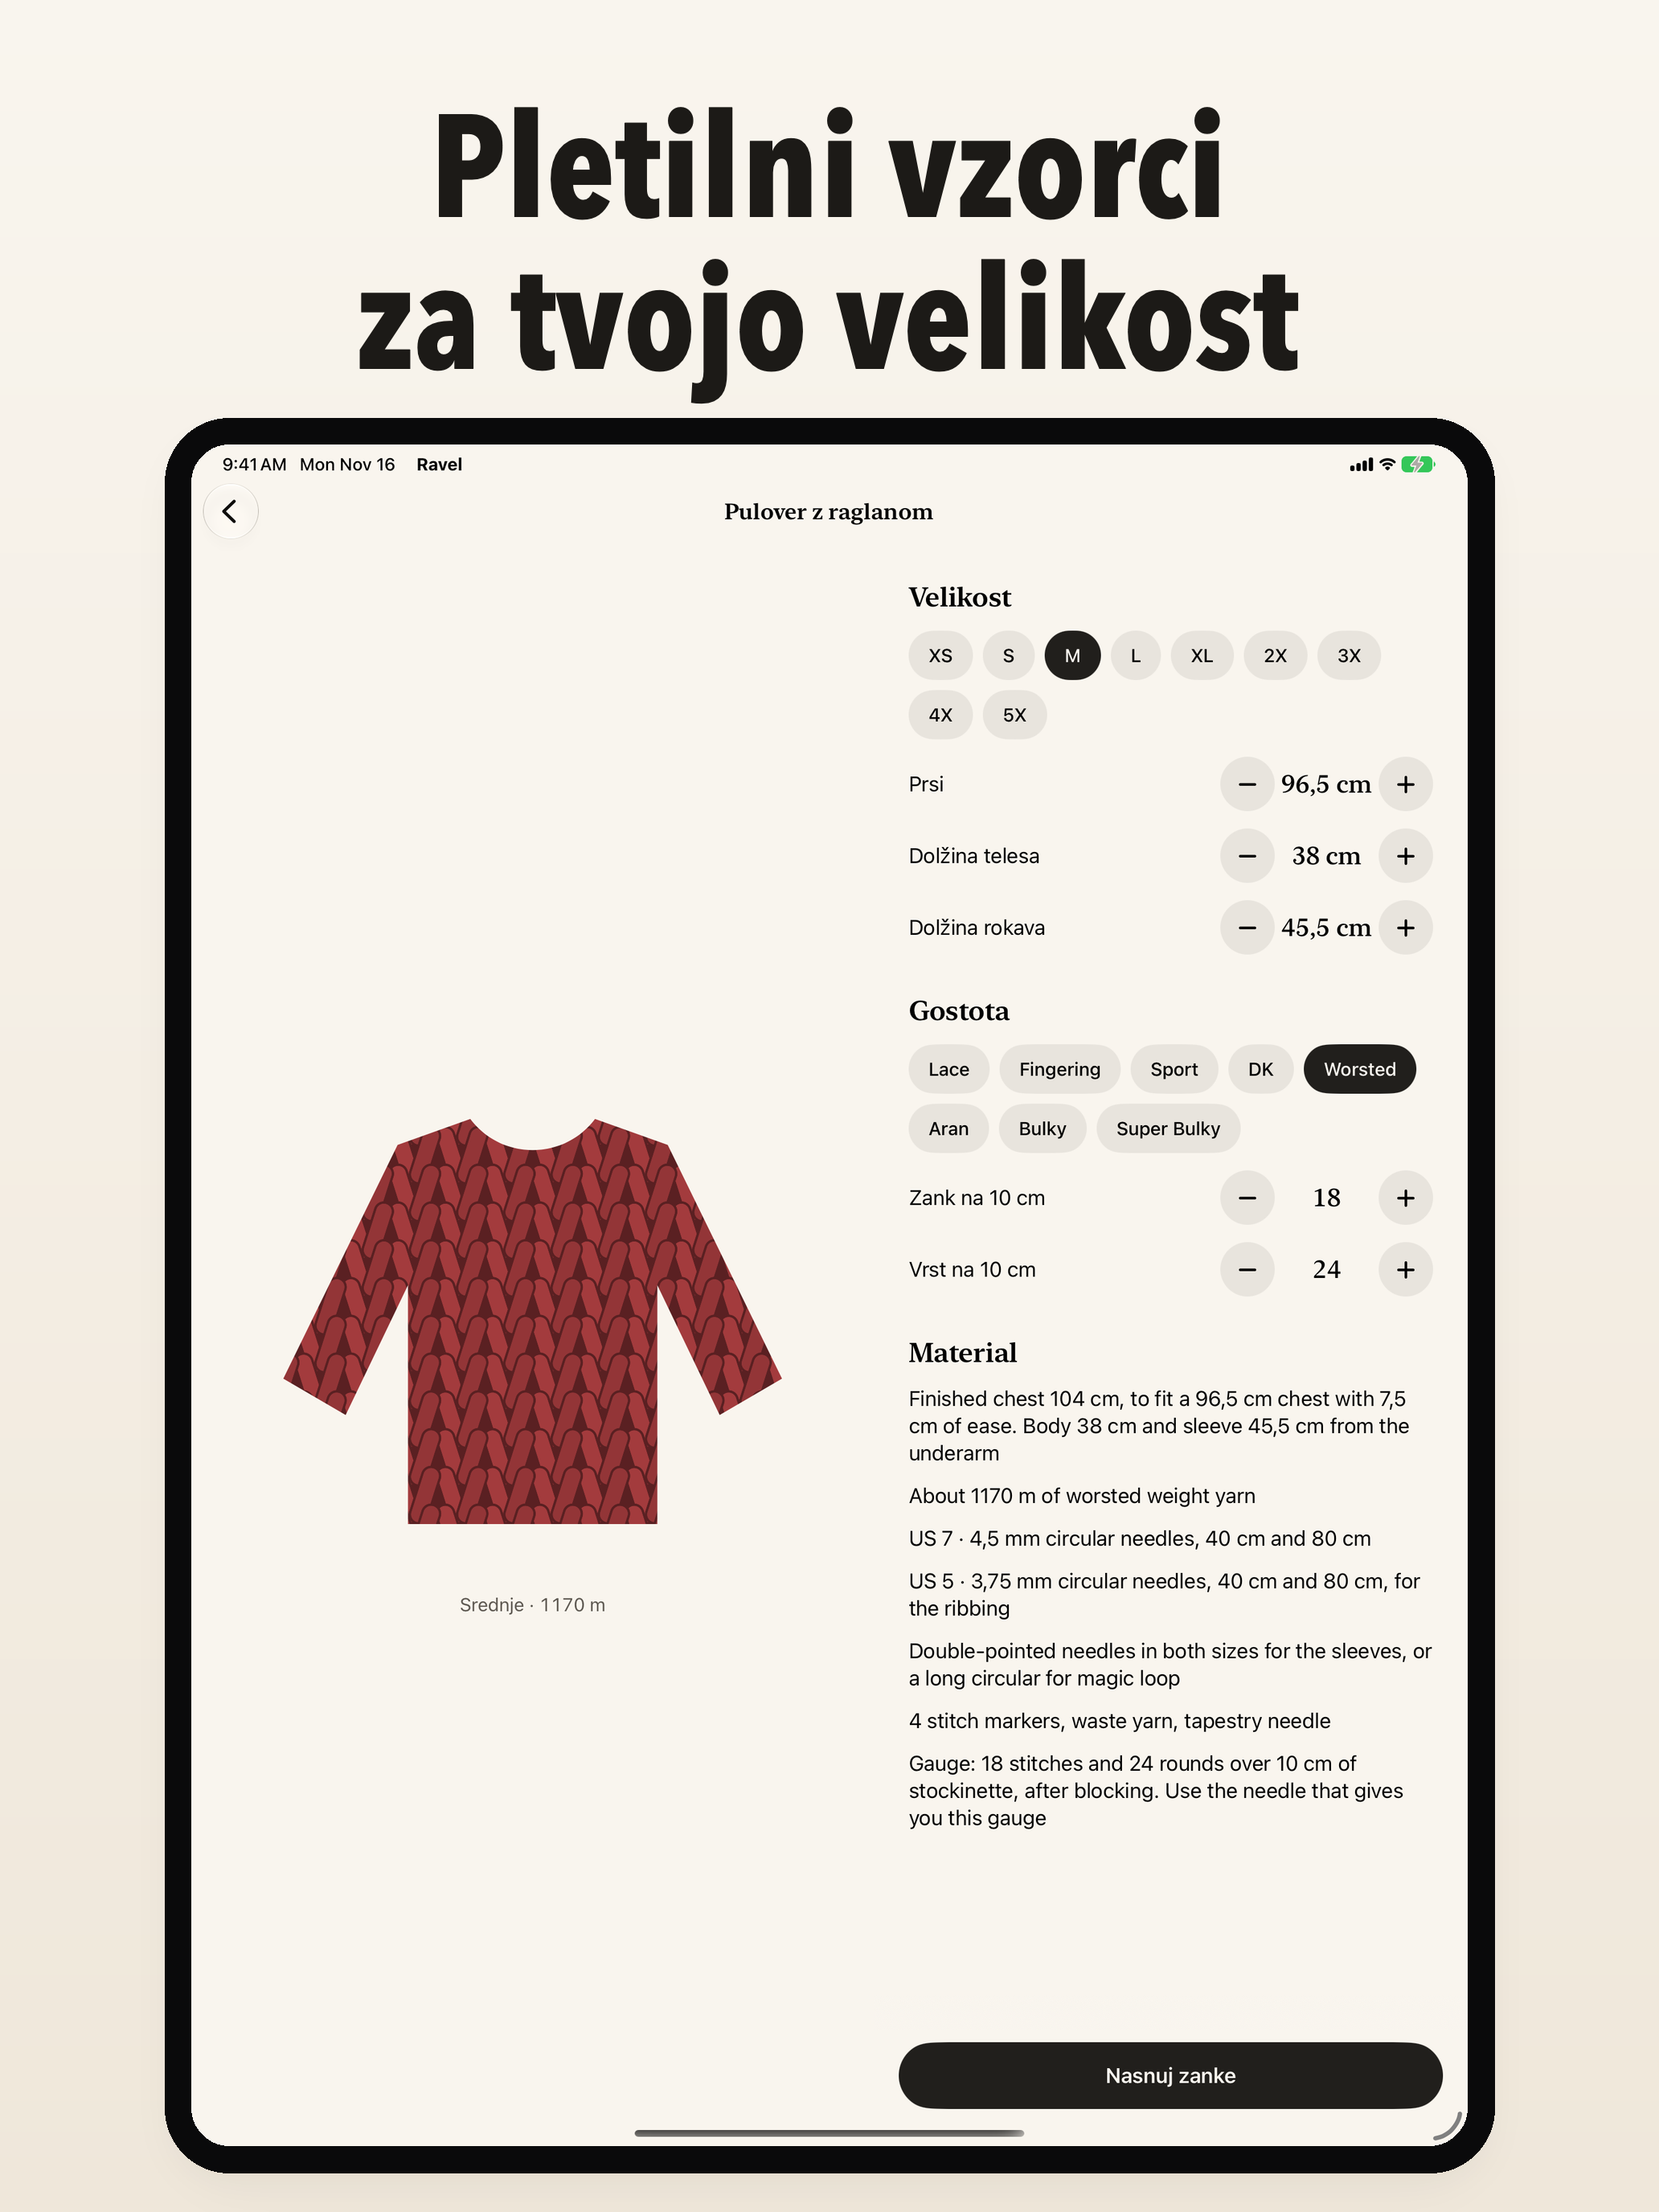 Pletilni vzorci
za tvojo velikost
9:41 AM Mon Nov 16 Ravel
Pulover z raglanom
Velikost
XS S M L XL 2X 3X
4X 5X
Prsi − 96,5 cm +
Dolžina telesa − 38 cm +
Dolžina rokava − 45,5 cm +
Gostota
Lace Fingering Sport DK Worsted
Aran Bulky Super Bulky
Zank na 10 cm − 18 +
Vrst na 10 cm − 24 +
Material
Finished chest 104 cm, to fit a 96,5 cm chest with 7,5
cm of ease. Body 38 cm and sleeve 45,5 cm from the
underarm
About 1170 m of worsted weight yarn
US 7 · 4,5 mm circular needles, 40 cm and 80 cm
US 5 · 3,75 mm circular needles, 40 cm and 80 cm, for
the ribbing
Double-pointed needles in both sizes for the sleeves, or
a long circular for magic loop
4 stitch markers, waste yarn, tapestry needle
Gauge: 18 stitches and 24 rounds over 10 cm of
stockinette, after blocking. Use the needle that gives
you this gauge
Srednje · 1170 m
Nasnuj zanke